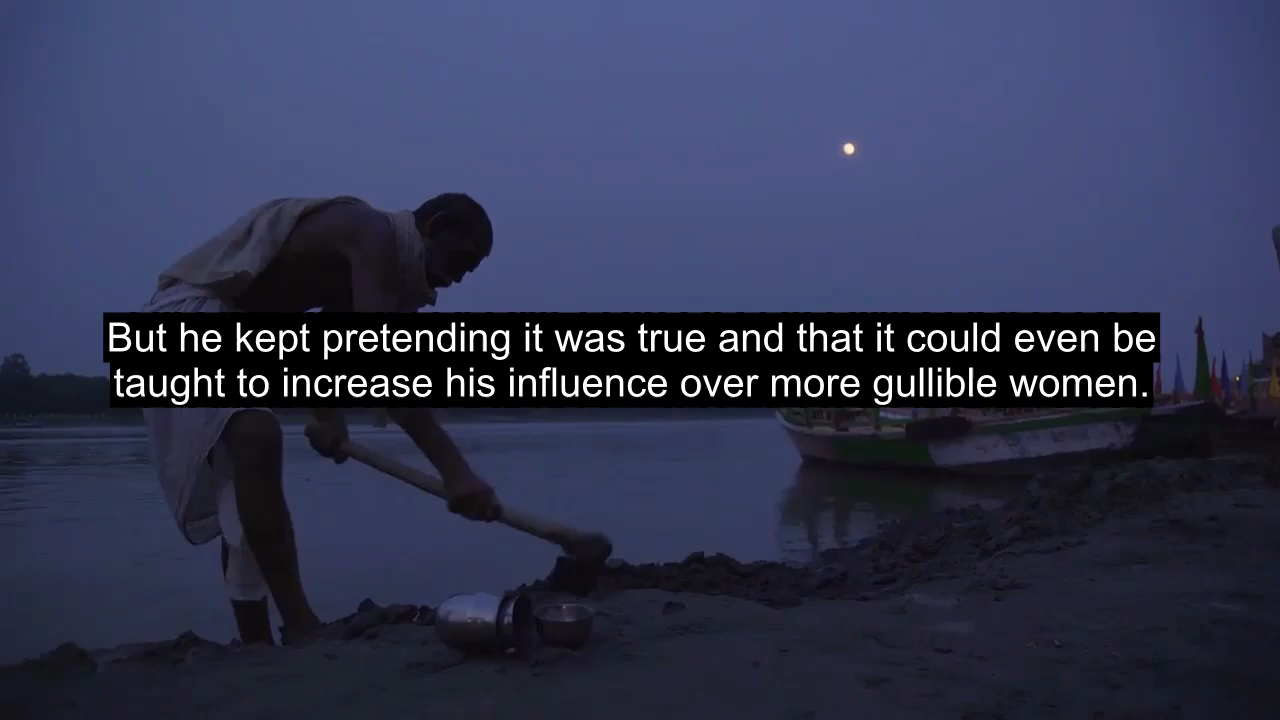 But he kept pretending it was true and that it could even be
taught to increase his influence over more gullible women.